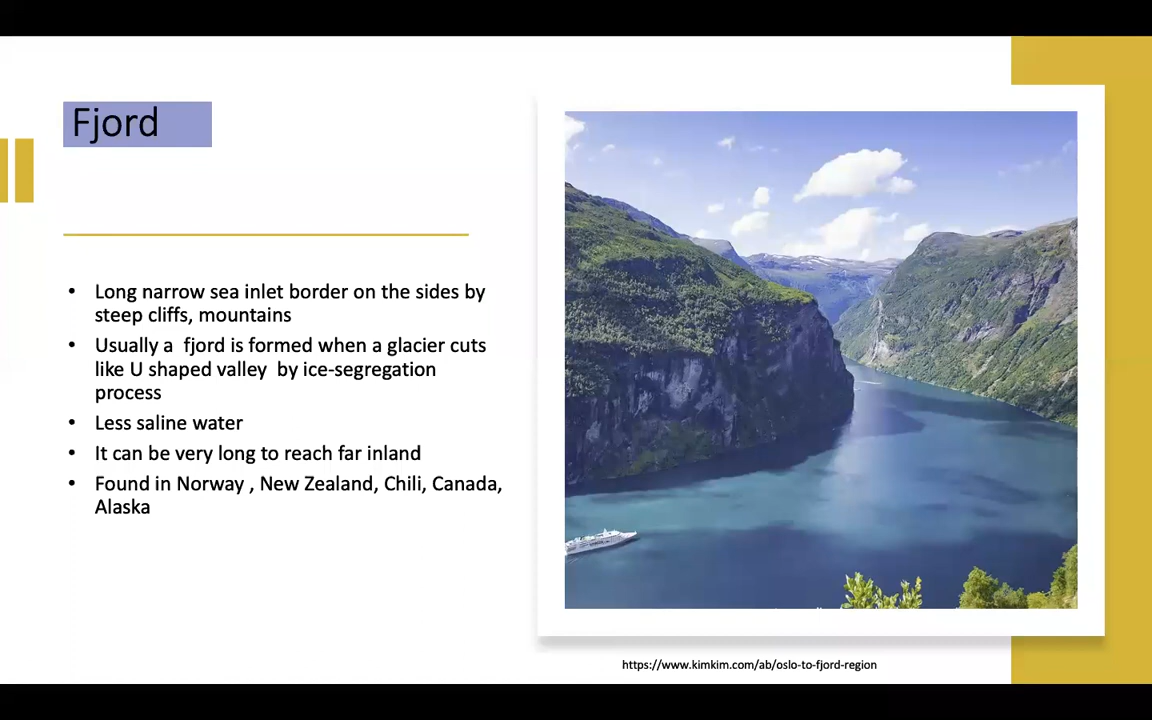 Fjord
• Long narrow sea inlet border on the sides by
steep cliffs, mountains
• Usually a  fjord is formed when a glacier cuts
like U shaped valley  by ice-segregation
process
• Less saline water
• It can be very long to reach far inland
• Found in Norway , New Zealand, Chili, Canada,
Alaska
https://www.kimkim.com/ab/oslo-to-fjord-region